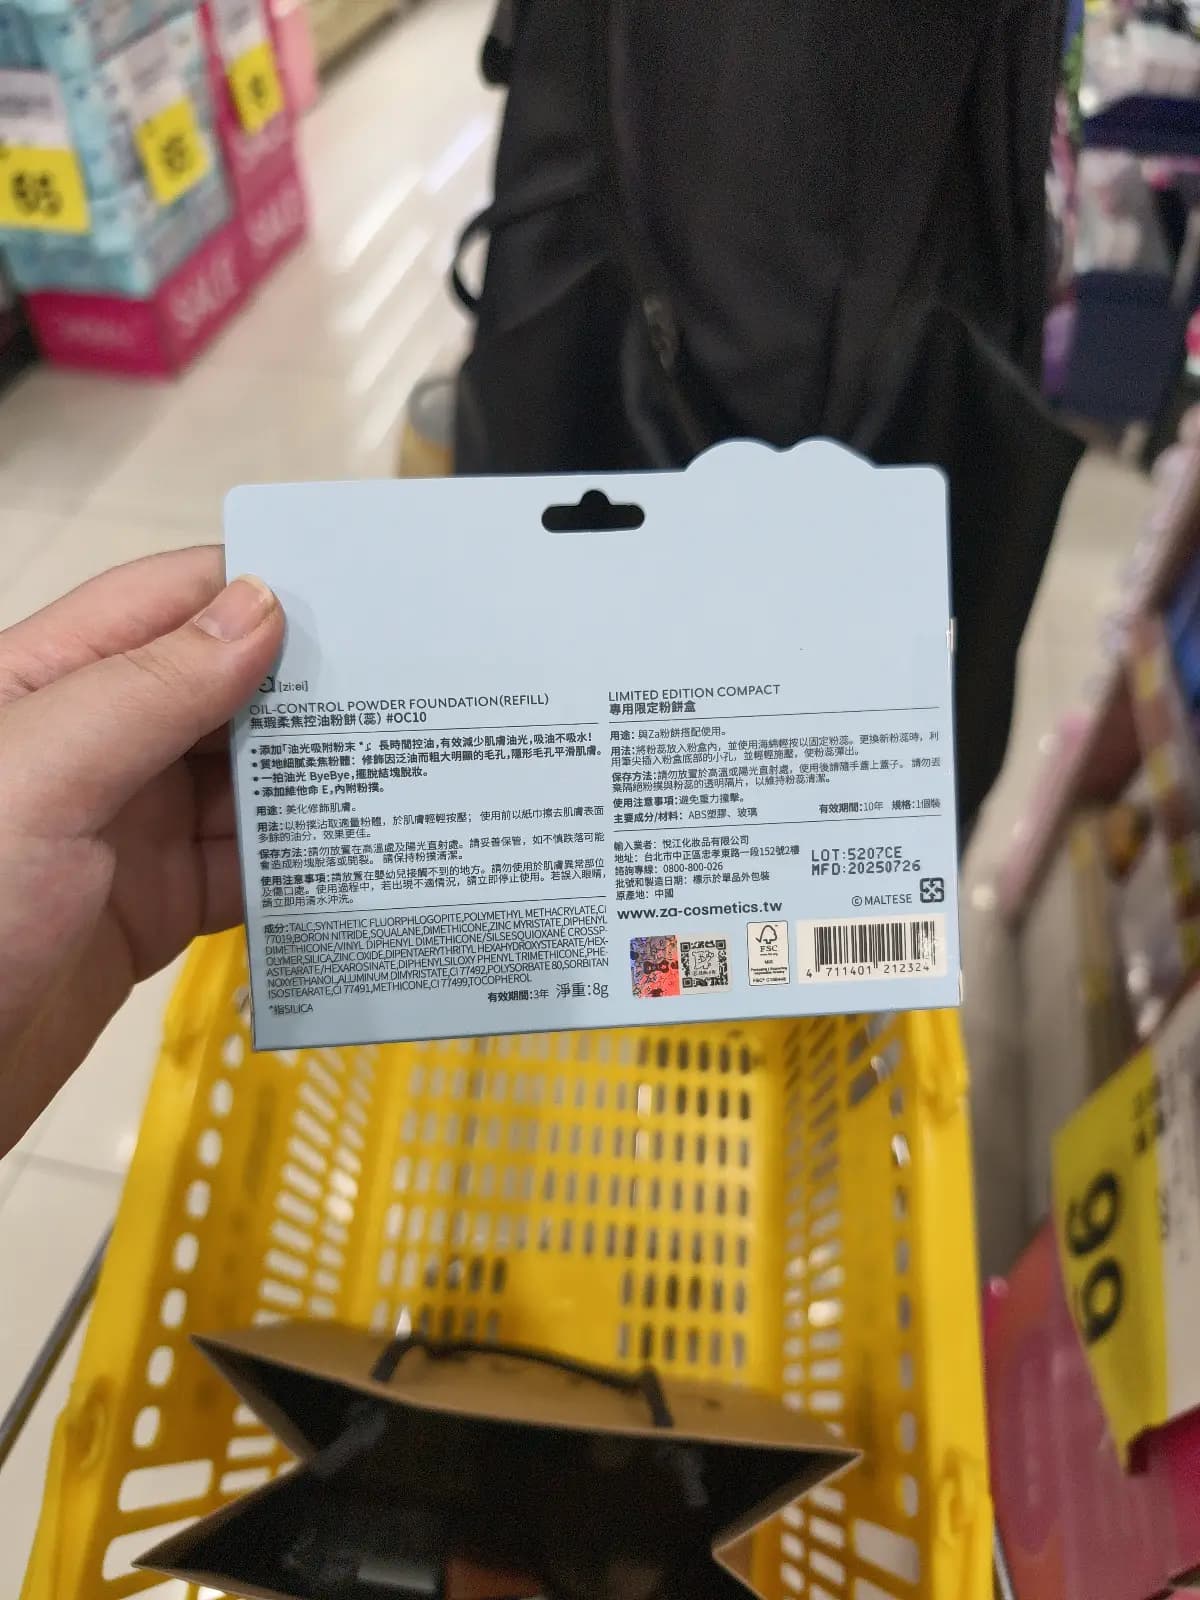 65
SALE
SALE
SALE
[zi:ei]
OIL-CONTROL POWDER FOUNDATION(REFILL)
無瑕柔焦控油粉餅(蕊) #OC10
•添加「油光吸附粉末*」：長時間控油,有效減少肌膚油光,吸油不吸水!
•質地細膩柔焦粉體：修飾因泛油而粗大明顯的毛孔,隱形毛孔平滑肌膚。
•一拍油光 ByeBye,擺脫結塊脫妝。
•添加維他命 E,內附粉撲。
用途：美化修飾肌膚。
用法：以粉撲沾取適量粉體，於肌膚輕輕按壓；使用前以紙巾擦去肌膚表面
多餘的油分，效果更佳。
保存方法：請勿放置在高溫處及陽光直射處。請妥善保管，如不慎跌落可能
會造成粉塊脫落或開裂。請保持粉撲清潔。
使用注意事項：請放置在嬰幼兒接觸不到的地方。請勿使用於肌膚異常部位
及傷口處。使用過程中，若出現不適情況，請立即停止使用。若誤入眼睛，
請立即用清水沖洗。
成分：TALC,SYNTHETIC FLUORPHLOGOPITE,POLYMETHYL METHACRYLATE,CI
77019,BORON NITRIDE,SQUALANE,DIMETHICONE,ZINC MYRISTATE,DIPHENYL
DIMETHICONE/VINYL DIPHENYL DIMETHICONE/SILSESQUIOXANE CROSSP-
OLYMER,SILICA,ZINC OXIDE,DIPENTAERYTHRITYL HEXAHYDROXYSTEARATE/HEX-
ASTEARATE/HEXAROSINATE,DIPHENYLSILOXY PHENYL TRIMETHICONE,PHE-
NOXYETHANOL,ALUMINUM DIMYRISTATE,CI 77492,POLYSORBATE 80,SORBITAN
ISOSTEARATE,CI 77491,METHICONE,CI 77499,TOCOPHEROL
*指SILICA
有效期間:3年 淨重:8g
LIMITED EDITION COMPACT
專用限定粉餅盒
用途：與Za粉餅搭配使用。
用法：將粉蕊放入粉盒內，並使用海綿輕按以固定粉蕊。更換新粉蕊時，利
用筆尖插入粉盒底部的小孔，並輕輕施壓，使粉蕊彈出。
保存方法：請勿放置於高溫或陽光直射處，使用後請隨手蓋上蓋子。請勿丟
棄隔絕粉撲與粉蕊的透明隔片，以維持粉蕊清潔。
使用注意事項：避免重力撞擊。
主要成分/材料：ABS塑膠、玻璃 有效期間：10年 規格：1個裝
輸入業者：悅江化妝品有限公司
地址：台北市中正區忠孝東路一段152號2樓
諮詢專線：0800-800-026
批號和製造日期：標示於單品外包裝
原產地：中國
LOT:5207CE
MFD:20250726
www.za-cosmetics.tw
© MALTESE
FSC
MIX
4 711401 212324
99